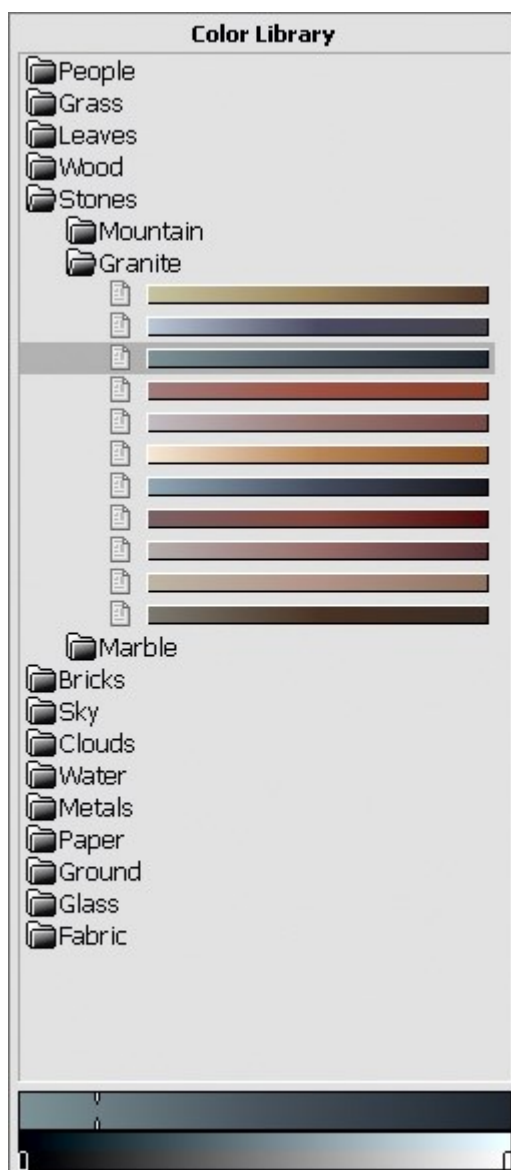 Color Library
People
Grass
Leaves
Wood
Stones
Mountain
Granite
Marble
Bricks
Sky
Clouds
Water
Metals
Paper
Ground
Glass
Fabric